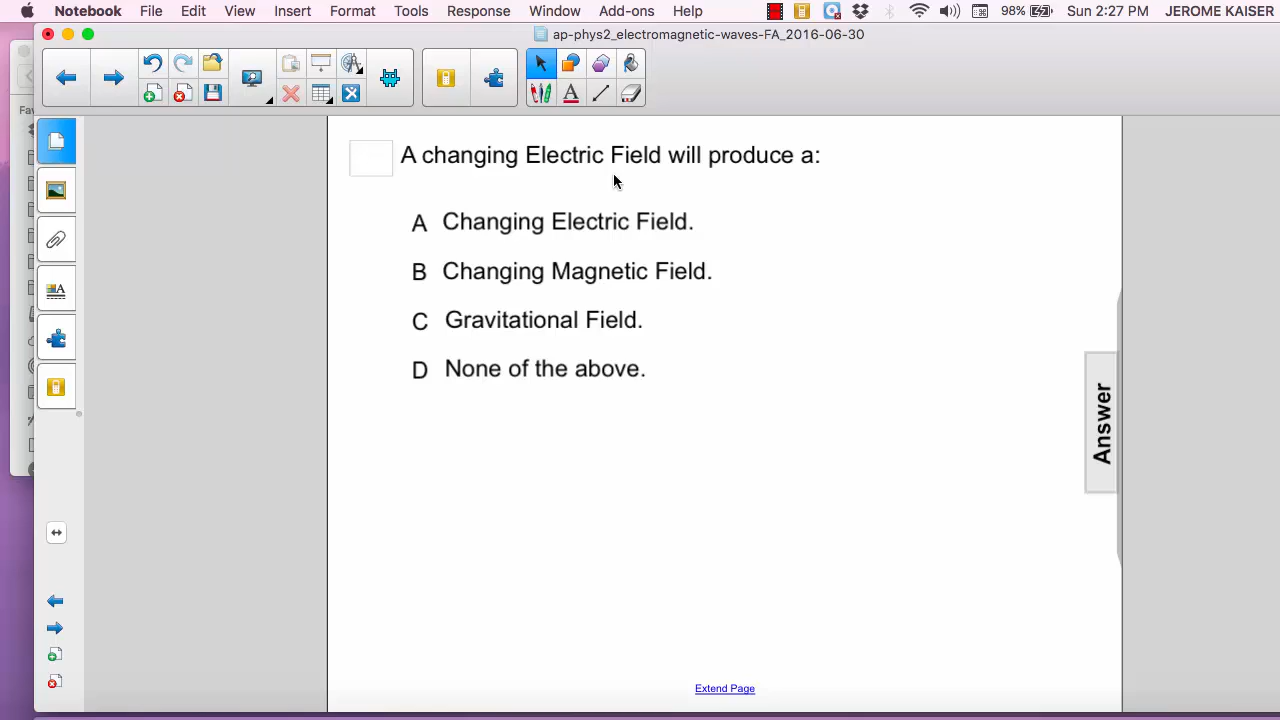 Notebook File Edit View Insert Format Tools Response Window Add-ons Help 98% Sun 2:27 PM JEROME KAISER
ap-phys2_electromagnetic-waves-FA_2016-06-30
Fav
A changing Electric Field will produce a:
A Changing Electric Field.
B Changing Magnetic Field.
C Gravitational Field.
D None of the above.
Answer
Extend Page